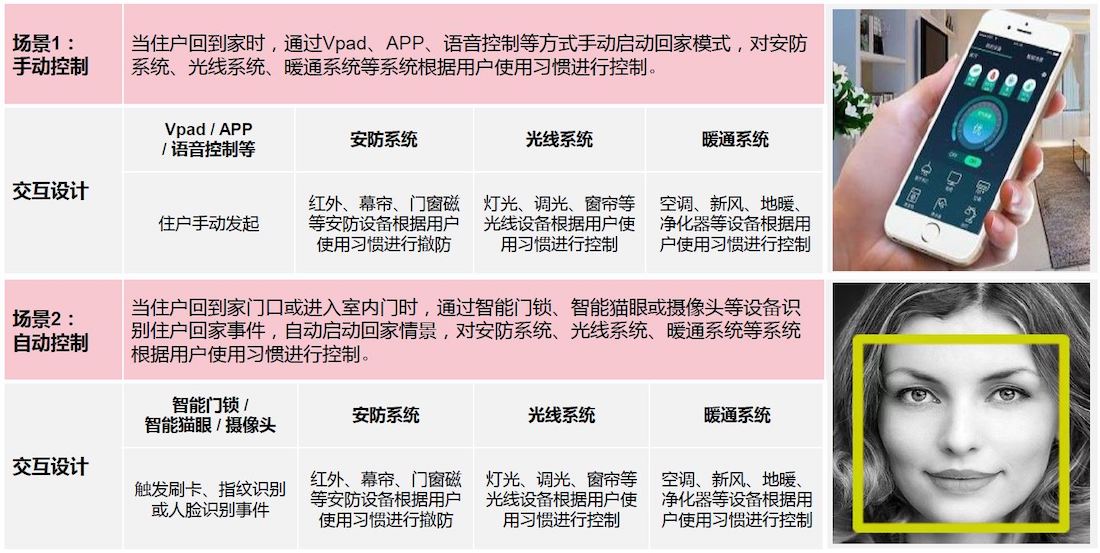 场景1：
手动控制
当住户回到家时，通过Vpad、APP、语音控制等方式手动启动回家模式，对安防
系统、光线系统、暖通系统等系统根据用户使用习惯进行控制。
交互设计
Vpad / APP
/ 语音控制等
安防系统
光线系统
暖通系统
住户手动发起
红外、幕帘、门窗磁
等安防设备根据用户
使用习惯进行撤防
灯光、调光、窗帘等
光线设备根据用户使
用习惯进行控制
空调、新风、地暖、
净化器等设备根据用
户使用习惯进行控制
场景2：
自动控制
当住户回到家门口或进入室内门时，通过智能门锁、智能猫眼或摄像头等设备识
别住户回家事件，自动启动回家情景，对安防系统、光线系统、暖通系统等系统
根据用户使用习惯进行控制。
交互设计
智能门锁 /
智能猫眼 / 摄像头
安防系统
光线系统
暖通系统
触发刷卡、指纹识别
或人脸识别事件
红外、幕帘、门窗磁
等安防设备根据用户
使用习惯进行撤防
灯光、调光、窗帘等
光线设备根据用户使
用习惯进行控制
空调、新风、地暖、
净化器等设备根据用
户使用习惯进行控制
优
OFF
ON